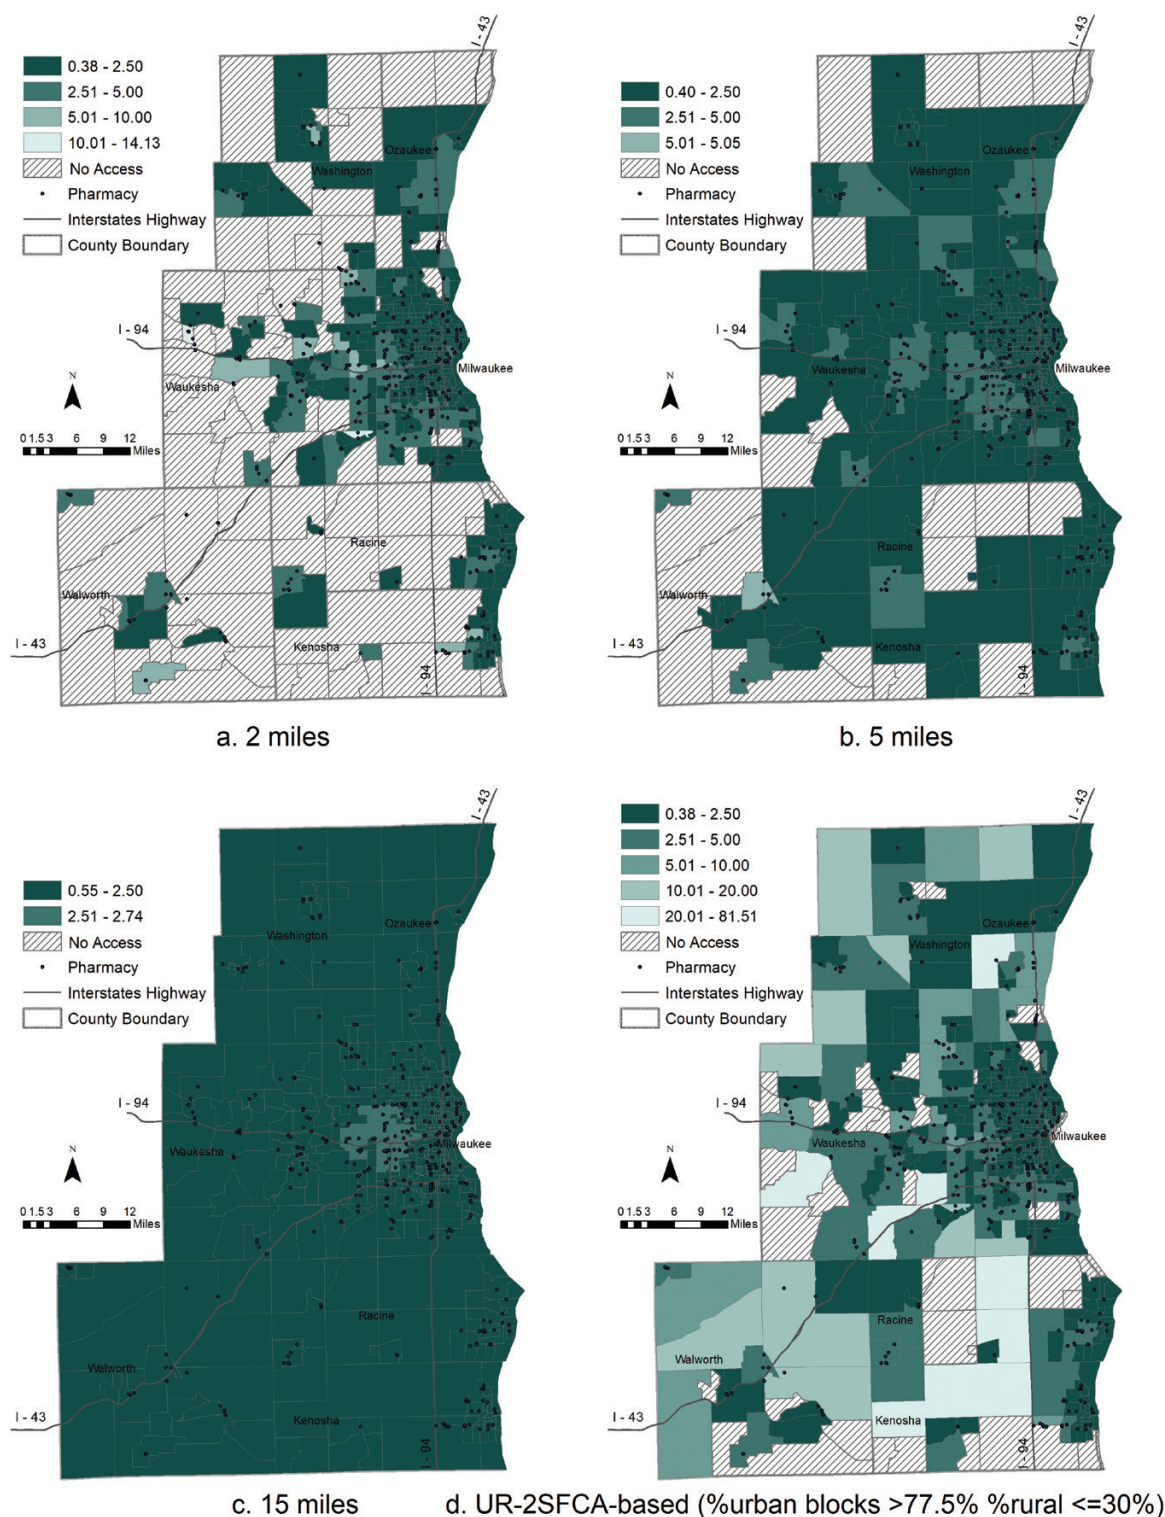 I - 43
0.38 - 2.50
2.51 - 5.00
5.01 - 10.00
10.01 - 14.13
No Access
Pharmacy
Interstates Highway
County Boundary
Ozaukee
Washington
I - 94
Milwaukee
Waukesha
N
0 1.5 3 6 9 12
Miles
Racine
Walworth
I - 43
Kenosha
I - 94
a. 2 miles
I - 43
0.40 - 2.50
2.51 - 5.00
5.01 - 5.05
No Access
Pharmacy
Interstates Highway
County Boundary
Ozaukee
Washington
I - 94
Milwaukee
Waukesha
N
0 1.5 3 6 9 12
Miles
Racine
Walworth
I - 43
Kenosha
I - 94
b. 5 miles
I - 43
0.55 - 2.50
2.51 - 2.74
No Access
Pharmacy
Interstates Highway
County Boundary
Ozaukee
Washington
I - 94
Milwaukee
Waukesha
N
0 1.5 3 6 9 12
Miles
Racine
Walworth
I - 43
Kenosha
I - 94
c. 15 miles
I - 43
0.38 - 2.50
2.51 - 5.00
5.01 - 10.00
10.01 - 20.00
20.01 - 81.51
No Access
Pharmacy
Interstates Highway
County Boundary
Ozaukee
Washington
I - 94
Milwaukee
Waukesha
N
0 1.5 3 6 9 12
Miles
Racine
Walworth
I - 43
Kenosha
I - 94
d. UR-2SFCA-based (%urban blocks >77.5% %rural <=30%)